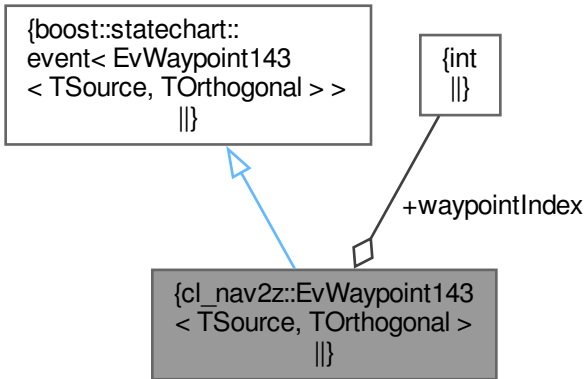 {boost::statechart::
event< EvWaypoint143
< TSource, TOrthogonal > >
||}
{int
||}
+waypointIndex
{cl_nav2z::EvWaypoint143
< TSource, TOrthogonal >
||}